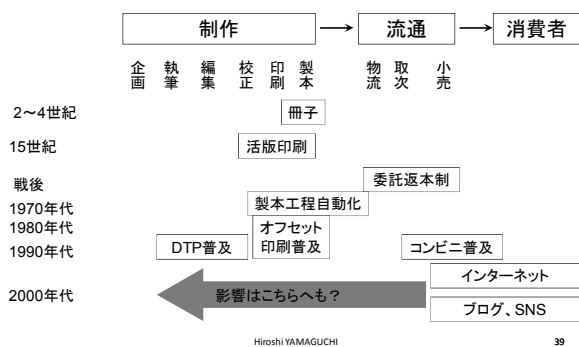 制作 → 流通 → 消費者
企画 執筆 編集 校正 印刷 製本 物流 取次 小売
2～4世紀 冊子
15世紀 活版印刷
戦後 委託返本制
1970年代 製本工程自動化
1980年代 オフセット
1990年代 DTP普及 印刷普及 コンビニ普及
インターネット
2000年代 影響はこちらへも？
ブログ、SNS
Hiroshi YAMAGUCHI 39